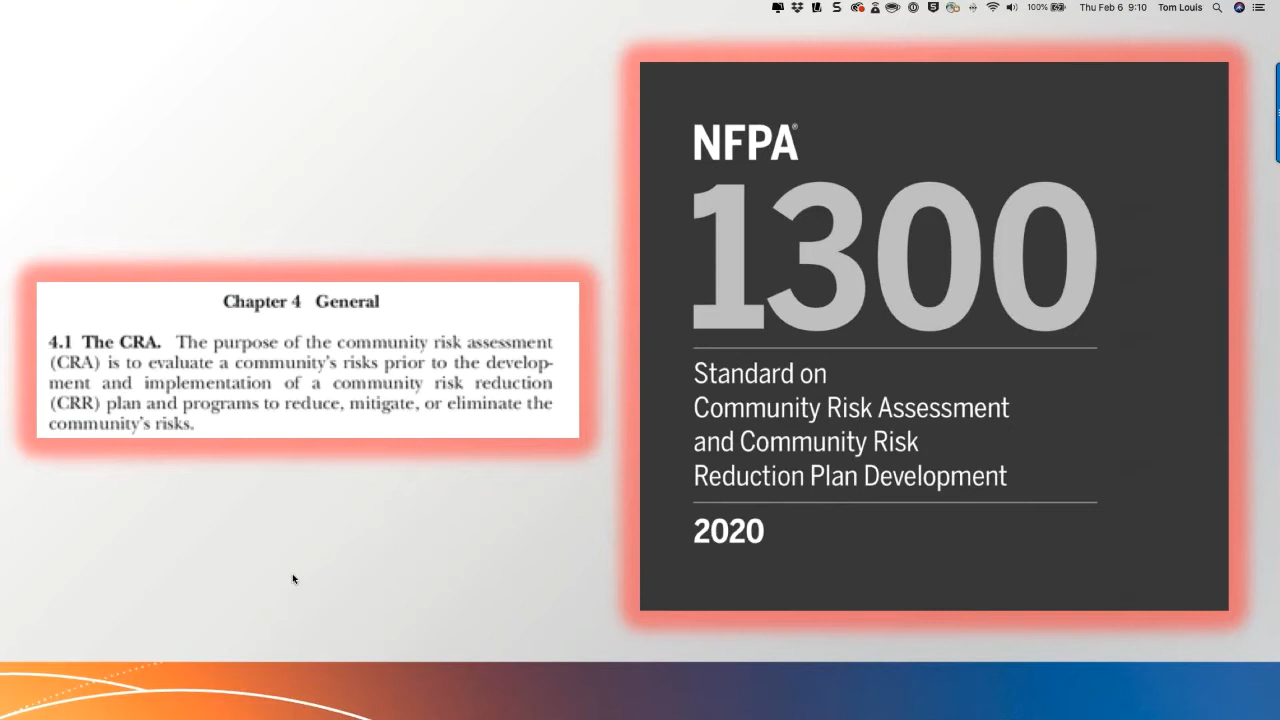 100% Thu Feb 6 9:10 Tom Louis
Chapter 4 General
4.1 The CRA. The purpose of the community risk assessment
(CRA) is to evaluate a community's risks prior to the develop-
ment and implementation of a community risk reduction
(CRR) plan and programs to reduce, mitigate, or eliminate the
community's risks.
NFPA®
1300
Standard on
Community Risk Assessment
and Community Risk
Reduction Plan Development
2020